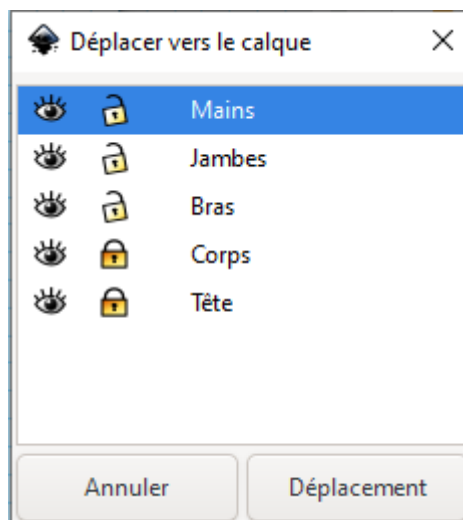 Déplacer vers le calque
Mains
Jambes
Bras
Corps
Tête
Annuler
Déplacement